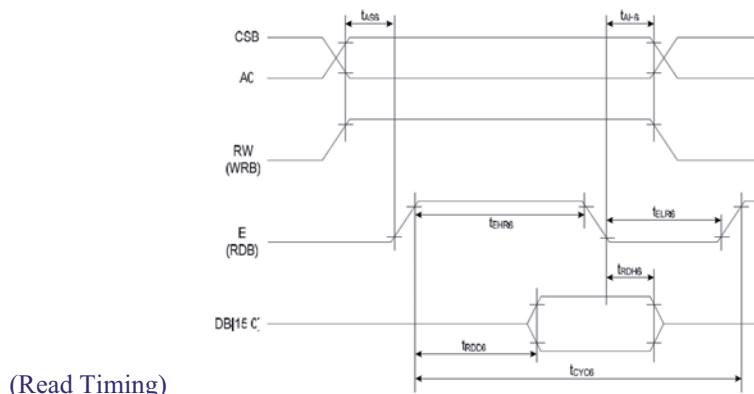 tAS6 tAH6
CSB
A0
RW
(WRB)
tEHR6 tELR6
E
(RDB)
tRDH6
DB[15:0]
tRDD6
tCYC6
(Read Timing)